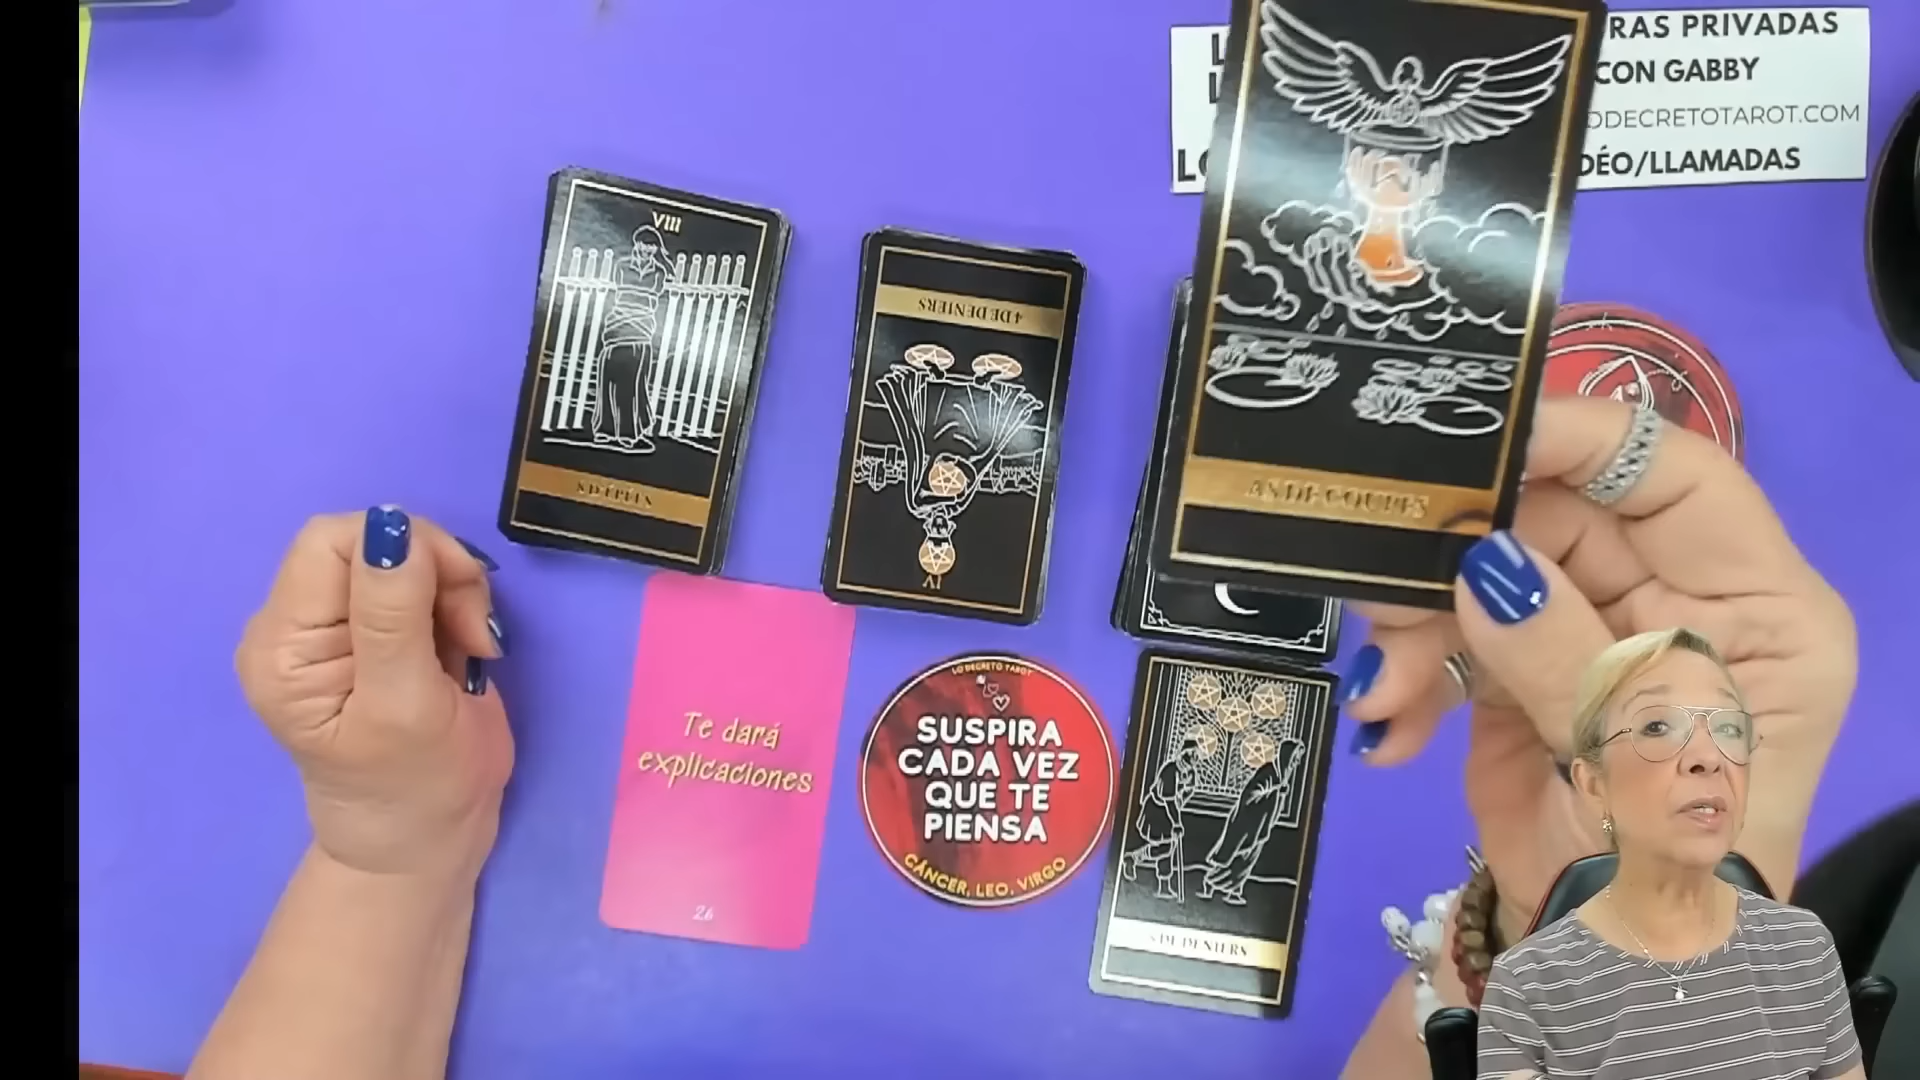 RAS PRIVADAS
CON GABBY
ODECRETOTAROT.COM
DÉO/LLAMADAS
VIII
8 D'ÉPÉES
4 DE DENIERS
IV
AS DE COUPES
Te dará
explicaciones
26
LO DECRETO TAROT
SUSPIRA
CADA VEZ
QUE TE
PIENSA
CÁNCER, LEO, VIRGO
5 DE DENIERS